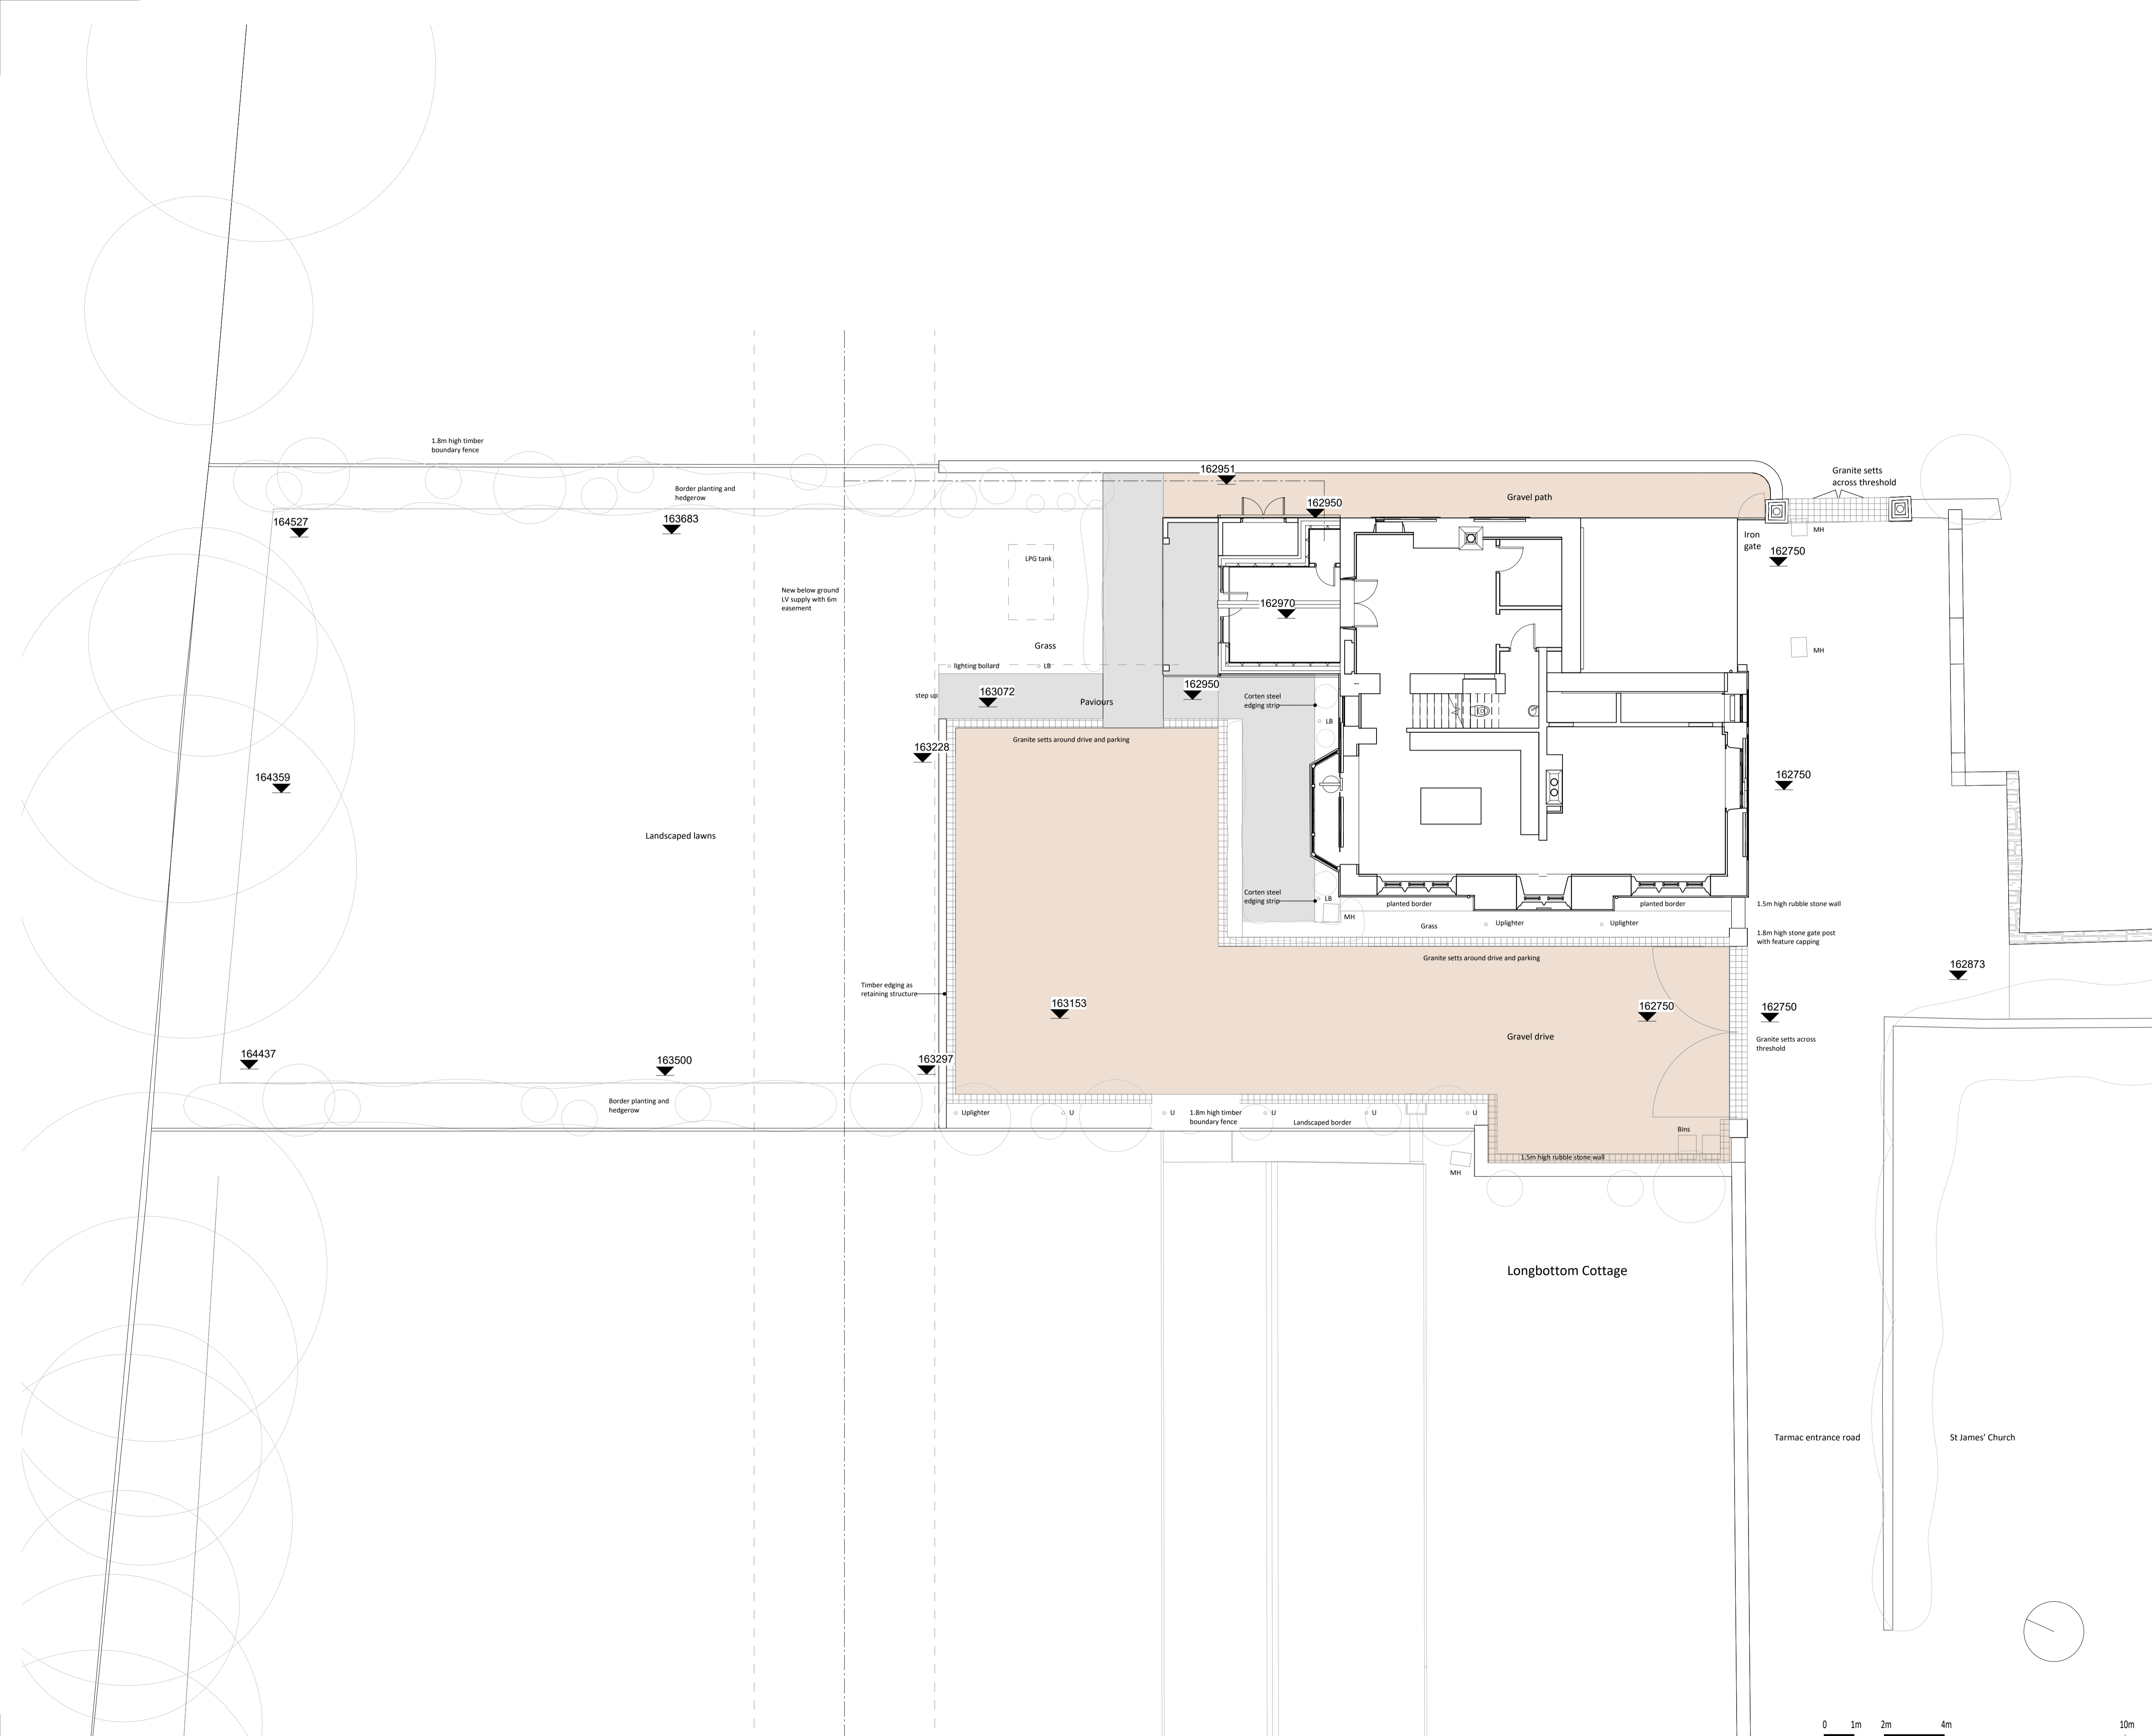 1.8m high timber
boundary fence
Border planting and
hedgerow
164527
163683
162951
162950
Gravel path
Granite setts
across threshold
MH
Iron
gate
162750
LPG tank
New below ground
LV supply with 6m
easement
162970
Grass
lighting bollard
LB
MH
step up
163072
Paviours
162950
Corten steel
edging strip
LB
Granite setts around drive and parking
163228
164359
162750
Landscaped lawns
Corten steel
edging strip
LB
MH
planted border
planted border
1.5m high rubble stone wall
Grass
Uplighter
Uplighter
1.8m high stone gate post
with feature capping
Granite setts around drive and parking
162873
Timber edging as
retaining structure
163153
162750
162750
Gravel drive
Granite setts across
threshold
164437
163500
163297
Border planting and
hedgerow
Uplighter
U
U
1.8m high timber
boundary fence
U
Landscaped border
U
U
Bins
1.5m high rubble stone wall
MH
Longbottom Cottage
Tarmac entrance road
St James' Church
0 1m 2m 4m 10m